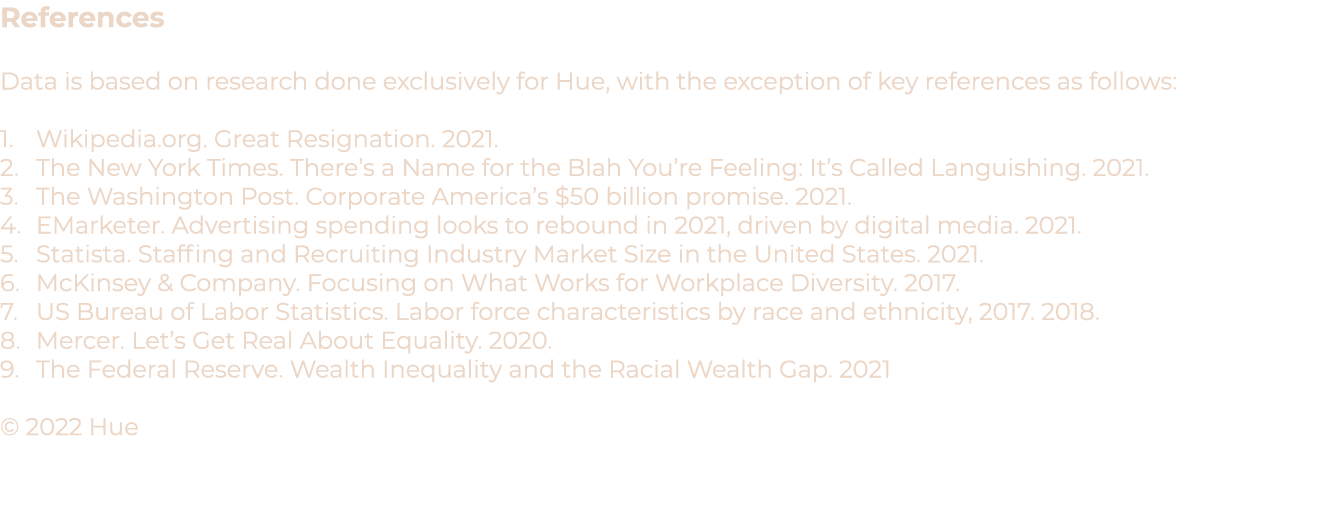 References
Data is based on research done exclusively for Hue, with the exception of key references as follows:
1. Wikipedia.org. Great Resignation. 2021.
2. The New York Times. There’s a Name for the Blah You’re Feeling: It’s Called Languishing. 2021.
3. The Washington Post. Corporate America’s $50 billion promise. 2021.
4. EMarketer. Advertising spending looks to rebound in 2021, driven by digital media. 2021.
5. Statista. Staffing and Recruiting Industry Market Size in the United States. 2021.
6. McKinsey & Company. Focusing on What Works for Workplace Diversity. 2017.
7. US Bureau of Labor Statistics. Labor force characteristics by race and ethnicity, 2017. 2018.
8. Mercer. Let’s Get Real About Equality. 2020.
9. The Federal Reserve. Wealth Inequality and the Racial Wealth Gap. 2021
© 2022 Hue